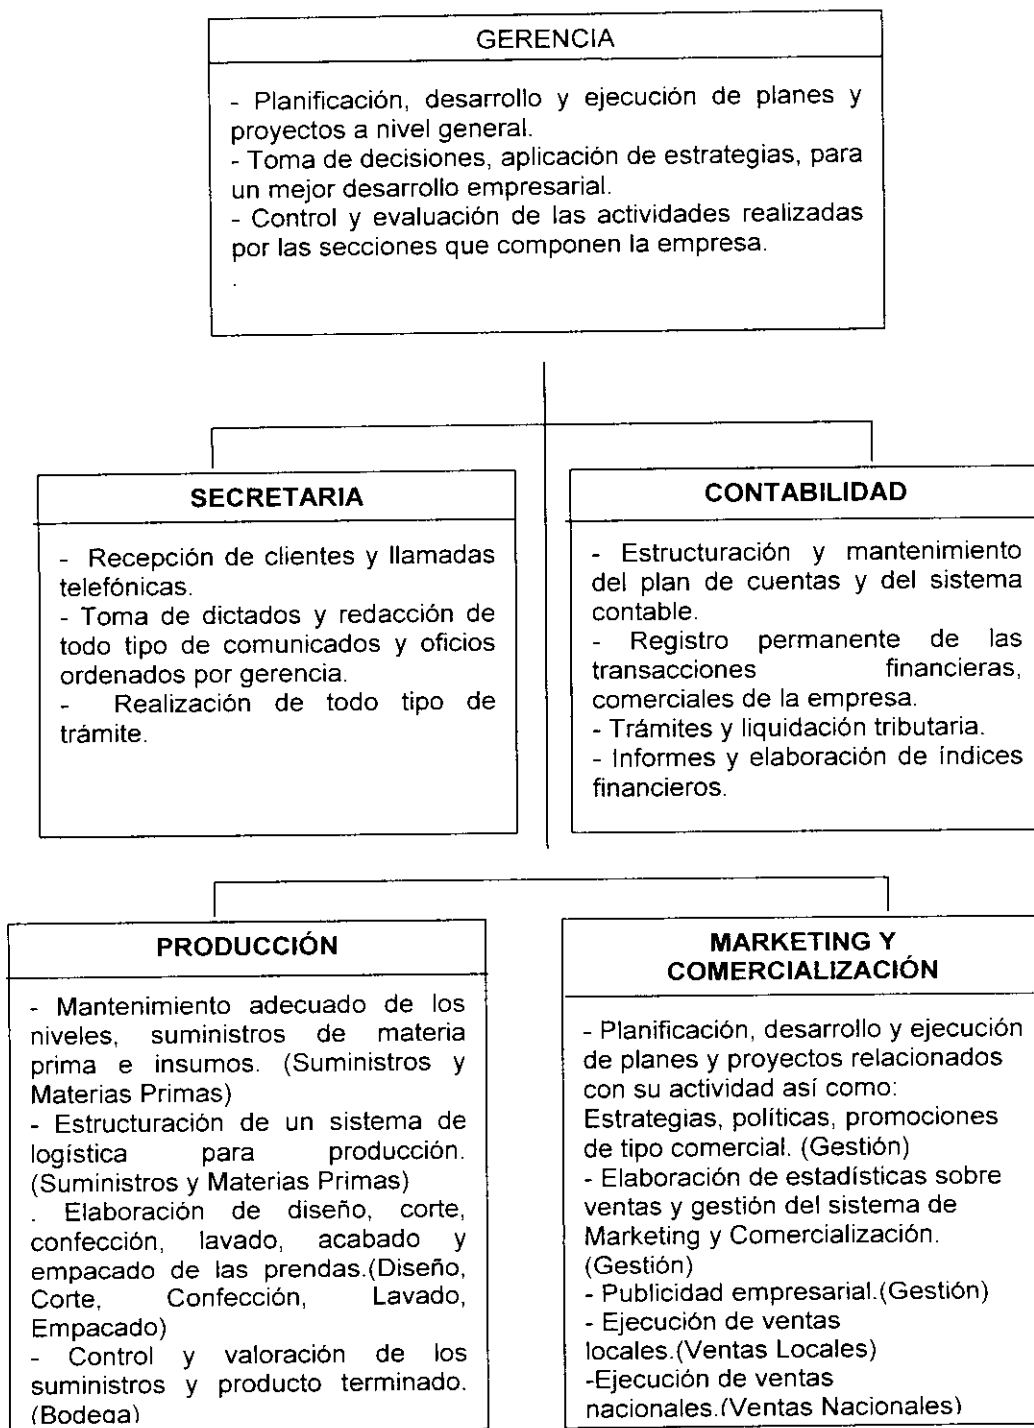 GERENCIA
- Planificación, desarrollo y ejecución de planes y
proyectos a nivel general.
- Toma de decisiones, aplicación de estrategias, para
un mejor desarrollo empresarial.
- Control y evaluación de las actividades realizadas
por las secciones que componen la empresa.
.
SECRETARIA
- Recepción de clientes y llamadas
telefónicas.
- Toma de dictados y redacción de
todo tipo de comunicados y oficios
ordenados por gerencia.
- Realización de todo tipo de
trámite.
CONTABILIDAD
- Estructuración y mantenimiento
del plan de cuentas y del sistema
contable.
- Registro permanente de las
transacciones financieras,
comerciales de la empresa.
- Trámites y liquidación tributaria.
- Informes y elaboración de índices
financieros.
PRODUCCIÓN
- Mantenimiento adecuado de los
niveles, suministros de materia
prima e insumos. (Suministros y
Materias Primas)
- Estructuración de un sistema de
logística para producción.
(Suministros y Materias Primas)
. Elaboración de diseño, corte,
confección, lavado, acabado y
empacado de las prendas.(Diseño,
Corte, Confección, Lavado,
Empacado)
- Control y valoración de los
suministros y producto terminado.
(Bodega)
MARKETING Y
COMERCIALIZACIÓN
- Planificación, desarrollo y ejecución
de planes y proyectos relacionados
con su actividad así como:
Estrategias, políticas, promociones
de tipo comercial. (Gestión)
- Elaboración de estadísticas sobre
ventas y gestión del sistema de
Marketing y Comercialización.
(Gestión)
- Publicidad empresarial.(Gestión)
- Ejecución de ventas
locales.(Ventas Locales)
-Ejecución de ventas
nacionales.(Ventas Nacionales)